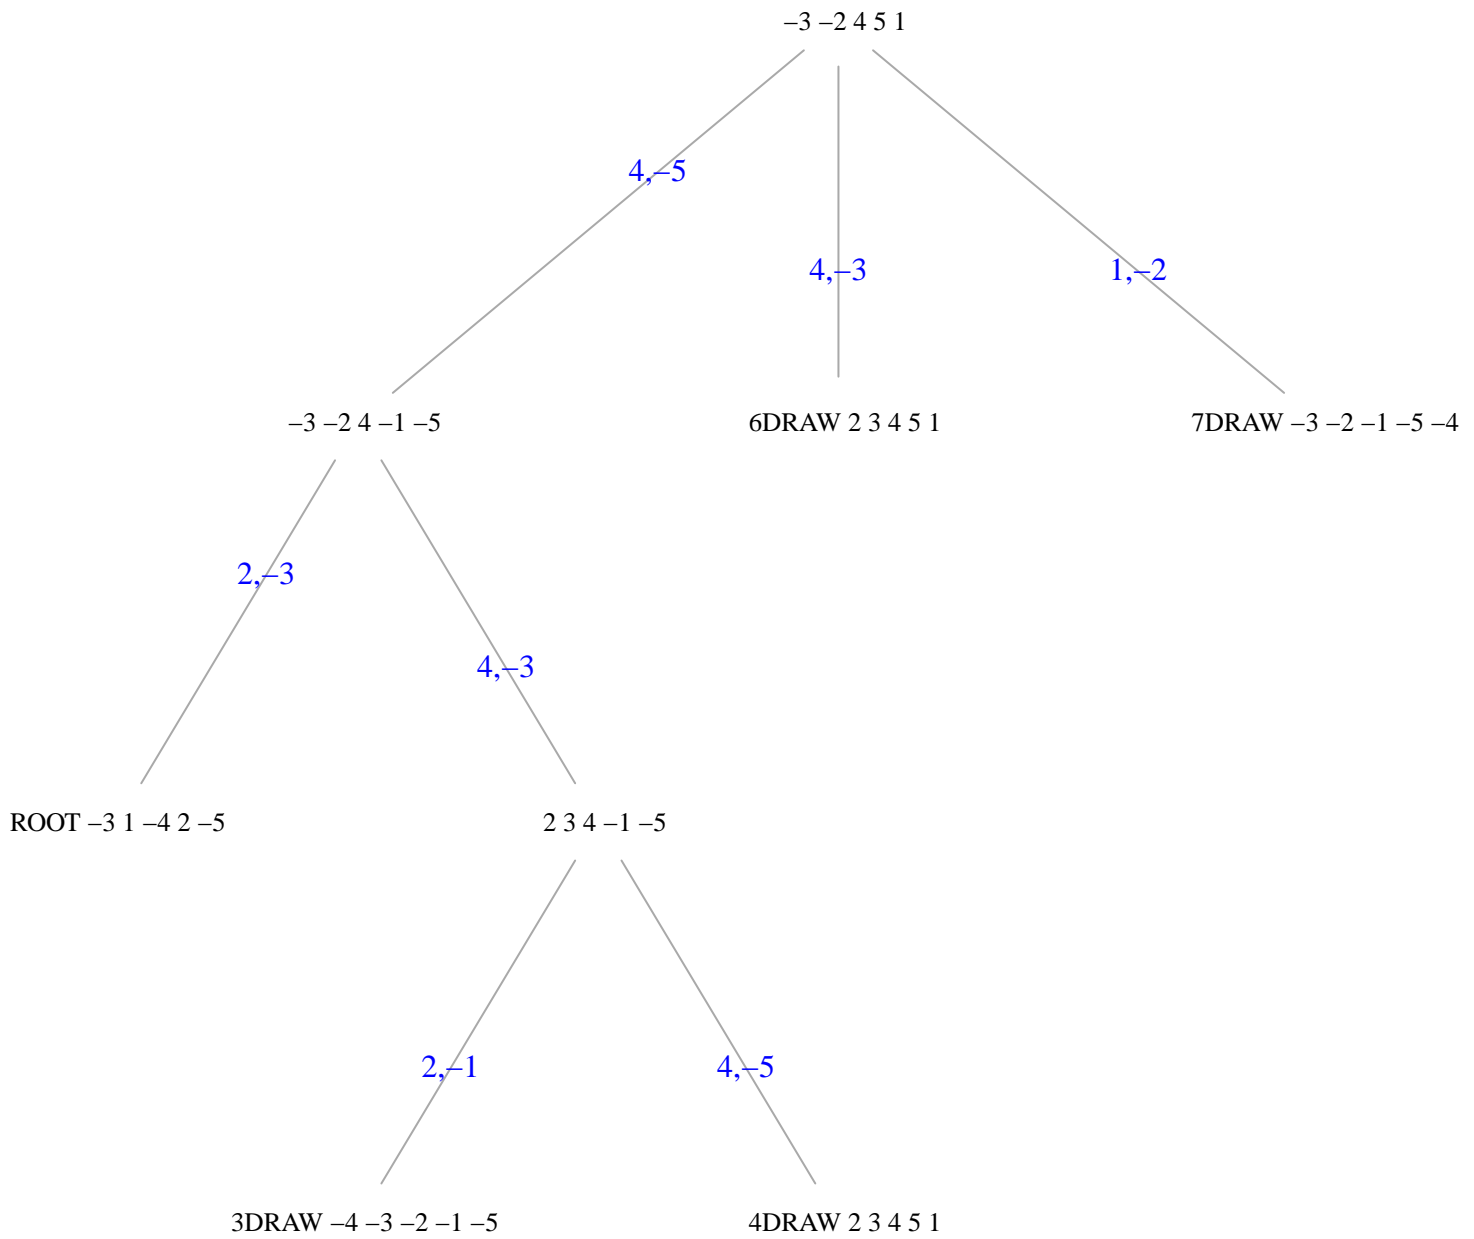 –3 –2 4 5 1
4,–5
4,–3
1,–2
–3 –2 4 –1 –5
6DRAW 2 3 4 5 1
7DRAW –3 –2 –1 –5 –4
2,–3
4,–3
ROOT –3 1 –4 2 –5
2 3 4 –1 –5
2,–1
4,–5
3DRAW –4 –3 –2 –1 –5
4DRAW 2 3 4 5 1